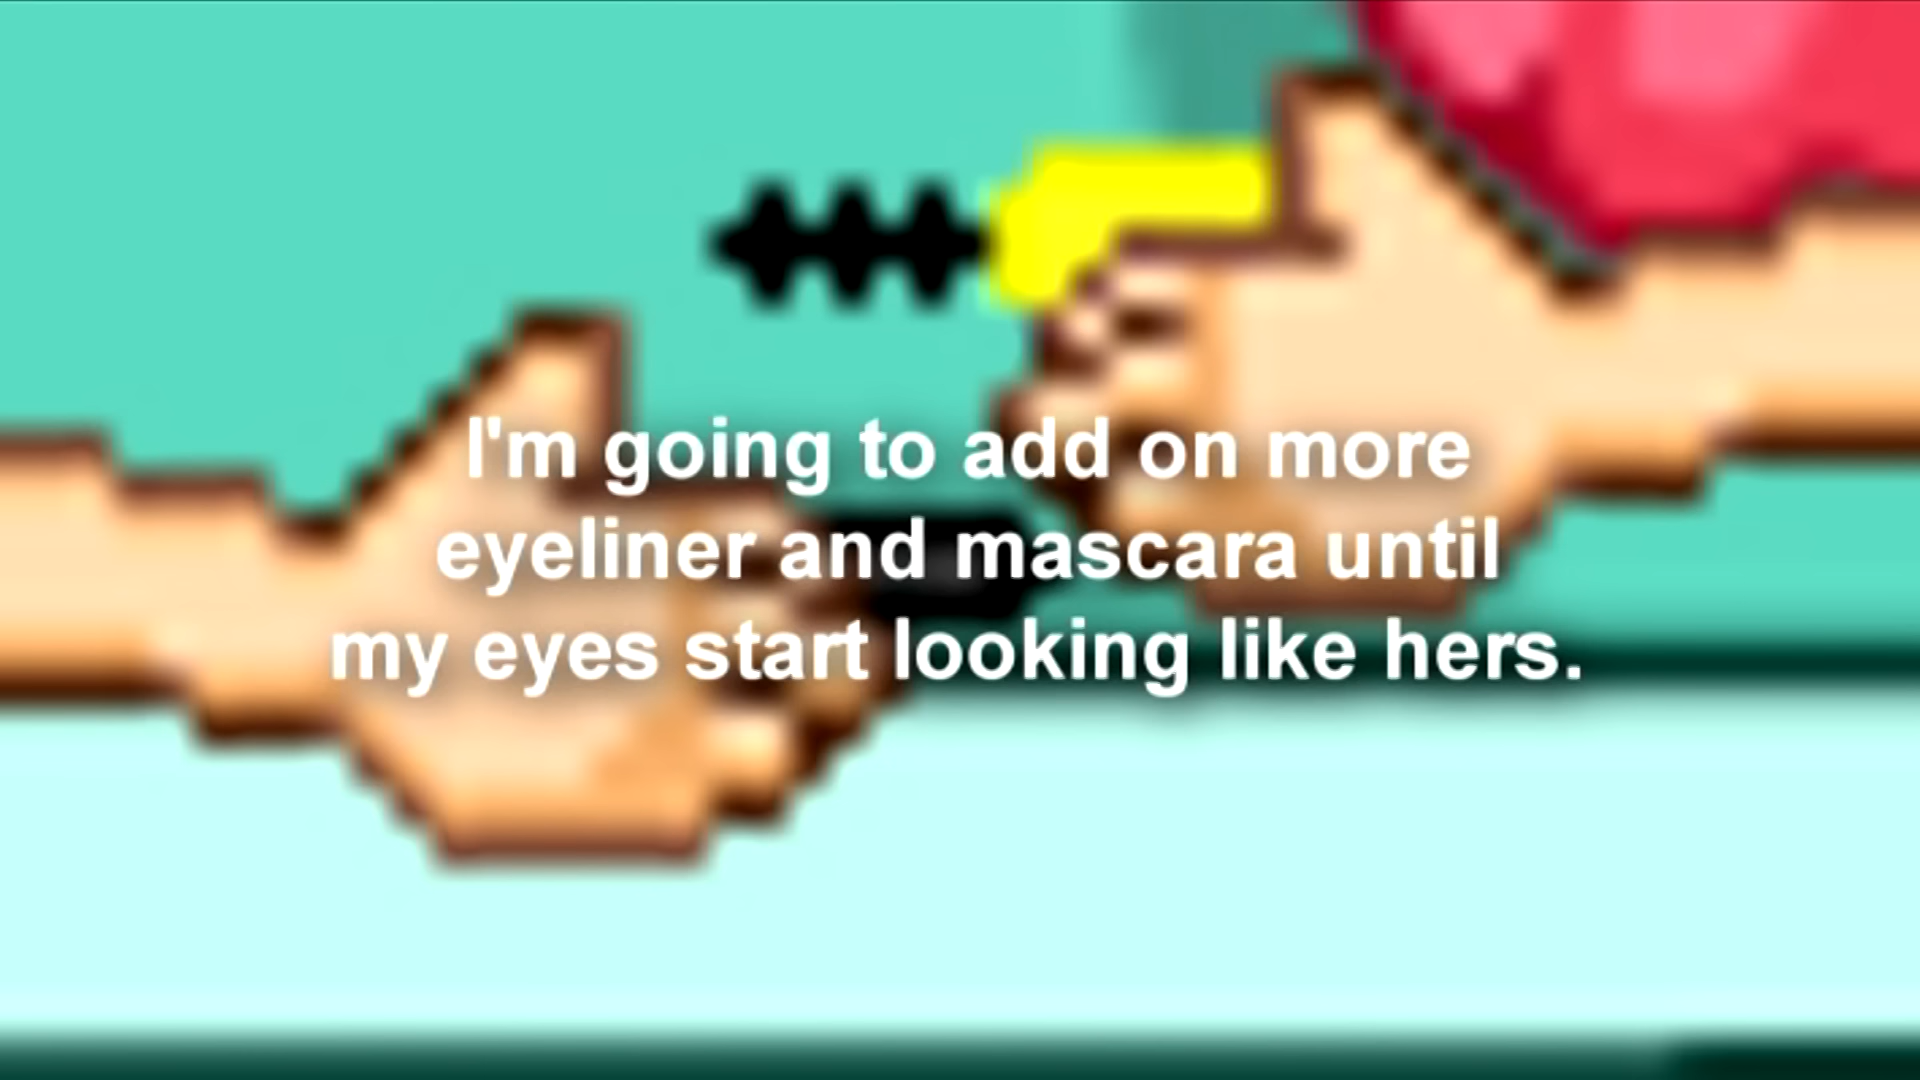 I'm going to add on more
eyeliner and mascara until
my eyes start looking like hers.